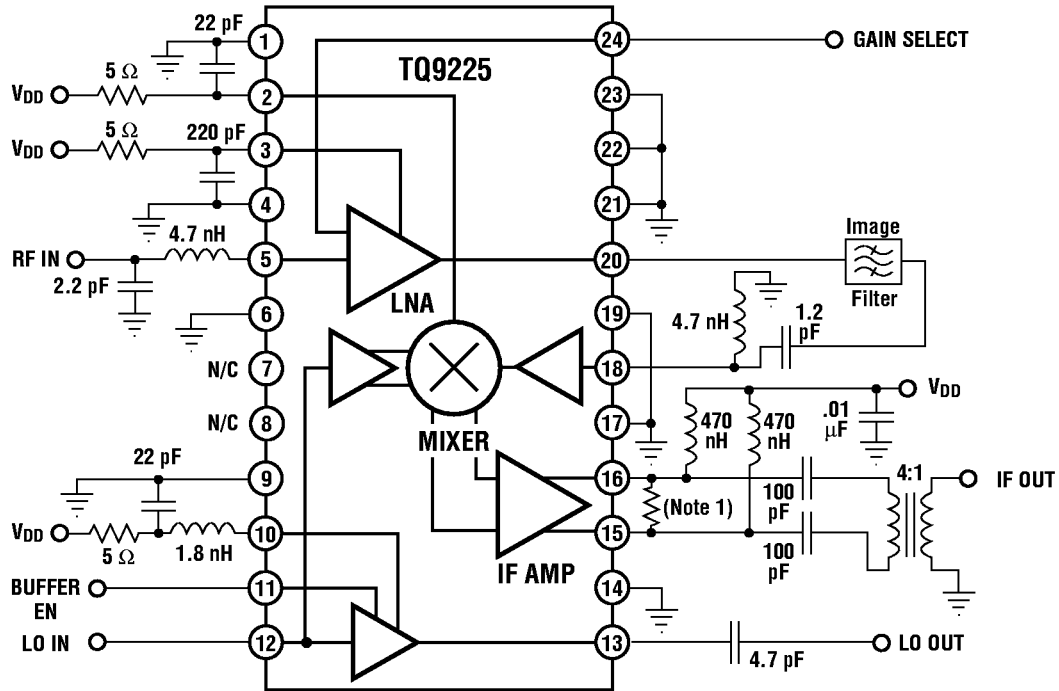 22 pF
1
24
GAIN SELECT
TQ9225
5 Ω
VDD
2
23
5 Ω
220 pF
VDD
3
22
4
21
4.7 nH
Image
RF IN
5
20
2.2 pF
LNA
Filter
6
19
4.7 nH
1.2
pF
N/C
7
18
VDD
N/C
8
17
470
nH
470
nH
.01
μF
MIXER
22 pF
9
16
4:1
IF OUT
100
pF
(Note 1)
VDD
10
15
5 Ω
1.8 nH
100
pF
IF AMP
BUFFER
EN
11
14
LO IN
12
13
LO OUT
4.7 pF